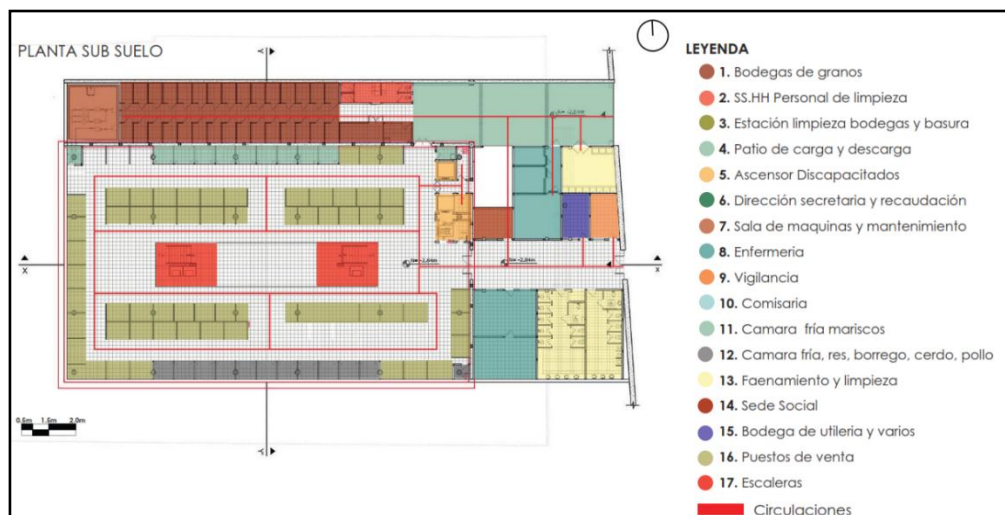 PLANTA SUB SUELO
LEYENDA
1. Bodegas de granos
2. SS.HH Personal de limpieza
3. Estación limpieza bodegas y basura
4. Patio de carga y descarga
5. Ascensor Discapacitados
6. Dirección secretaria y recaudación
7. Sala de maquinas y mantenimiento
8. Enfermeria
9. Vigilancia
10. Comisaria
11. Camara fría mariscos
12. Camara fría, res, borrego, cerdo, pollo
13. Faenamiento y limpieza
14. Sede Social
15. Bodega de utileria y varios
16. Puestos de venta
17. Escaleras
Circulaciones
X
X
Y
Y
N= -2,84m
N= -2,84m
0.5m 1.5m 2.0m